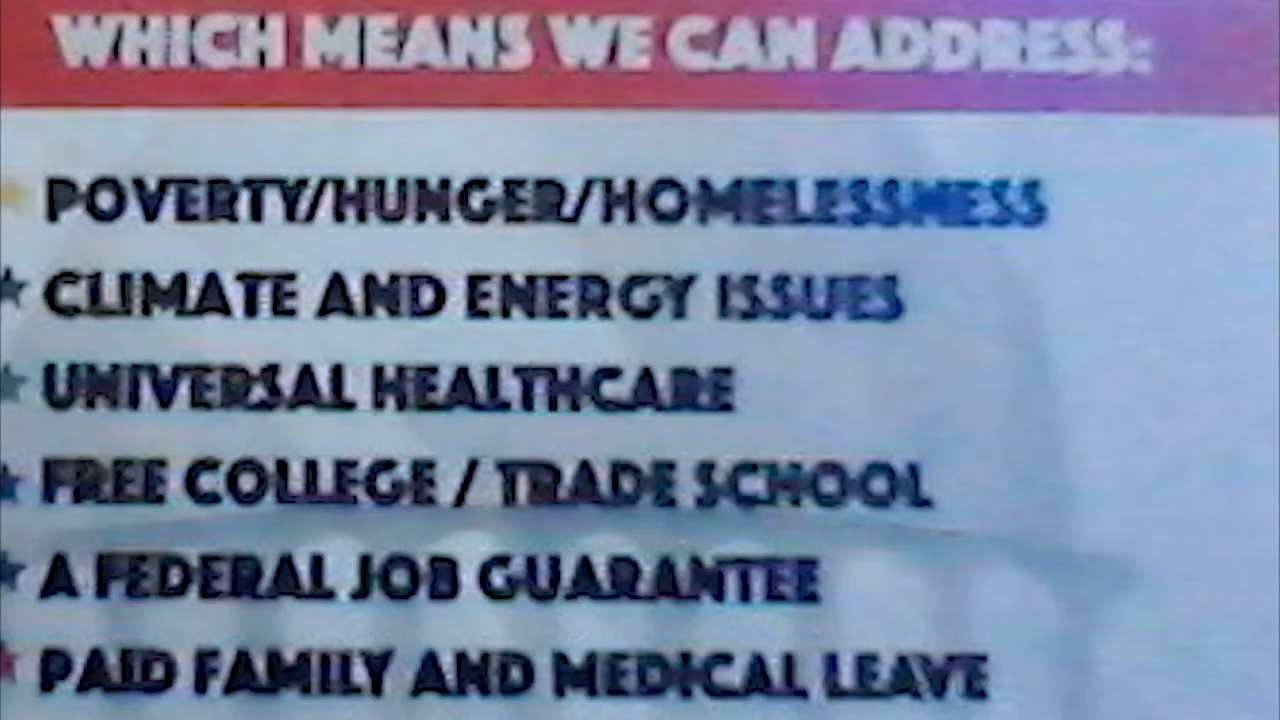 WHICH MEANS WE CAN ADDRESS:
POVERTY/HUNGER/HOMELESSNESS
CLIMATE AND ENERGY ISSUES
UNIVERSAL HEALTHCARE
FREE COLLEGE / TRADE SCHOOL
A FEDERAL JOB GUARANTEE
PAID FAMILY AND MEDICAL LEAVE